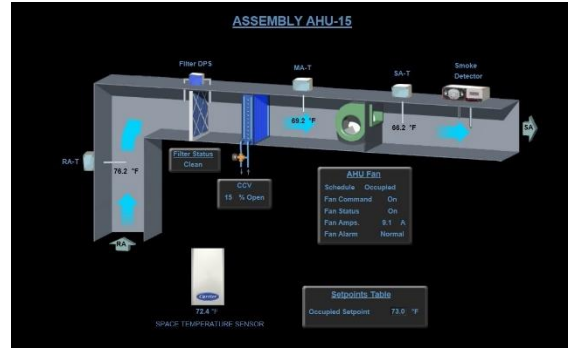 ASSEMBLY AHU-15
Filter DPS
MA-T
SA-T
Smoke
Detector
RA-T
76.2 °F
69.2 °F
66.2 °F
SA
RA
Filter Status
Clean
CCV
15 % Open
AHU Fan
Schedule Occupied
Fan Command On
Fan Status On
Fan Amps. 9.1 A
Fan Alarm Normal
Carrier
72.4 °F
SPACE TEMPERATURE SENSOR
Setpoints Table
Occupied Setpoint 73.0 °F